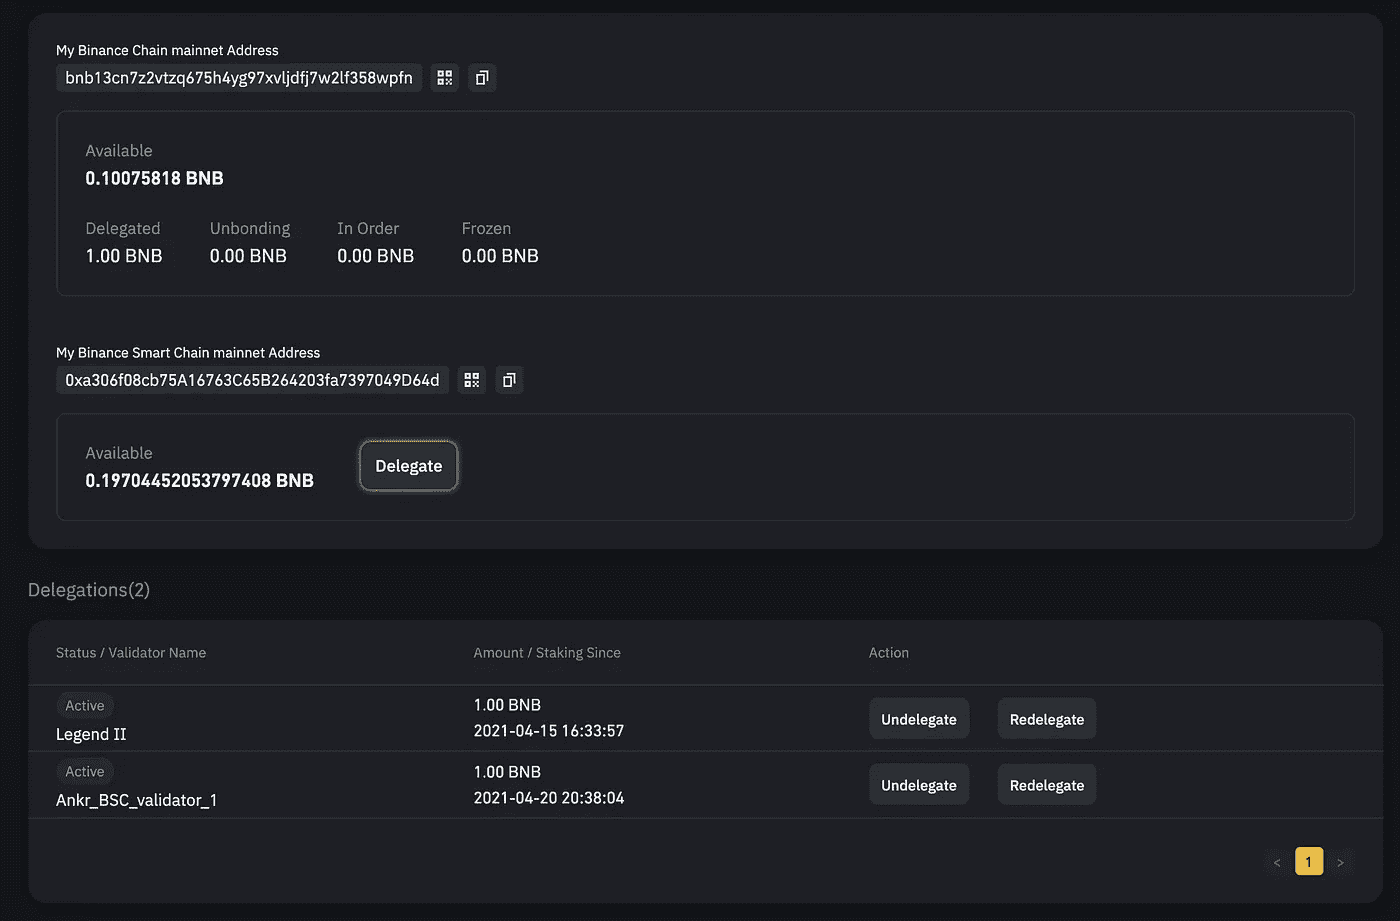 My Binance Chain mainnet Address
bnb13cn7z2vtzq675h4yg97xvljdfj7w2lf358wpfn
Available
0.10075818 BNB
Delegated Unbonding In Order Frozen
1.00 BNB 0.00 BNB 0.00 BNB 0.00 BNB
My Binance Smart Chain mainnet Address
0xa306f08cb75A16763C65B264203fa7397049D64d
Available
0.19704452053797408 BNB
Delegate
Delegations(2)
Status / Validator Name Amount / Staking Since Action
Active 1.00 BNB
Legend II 2021-04-15 16:33:57 Undelegate Redelegate
Active 1.00 BNB
Ankr_BSC_validator_1 2021-04-20 20:38:04 Undelegate Redelegate
< 1 >